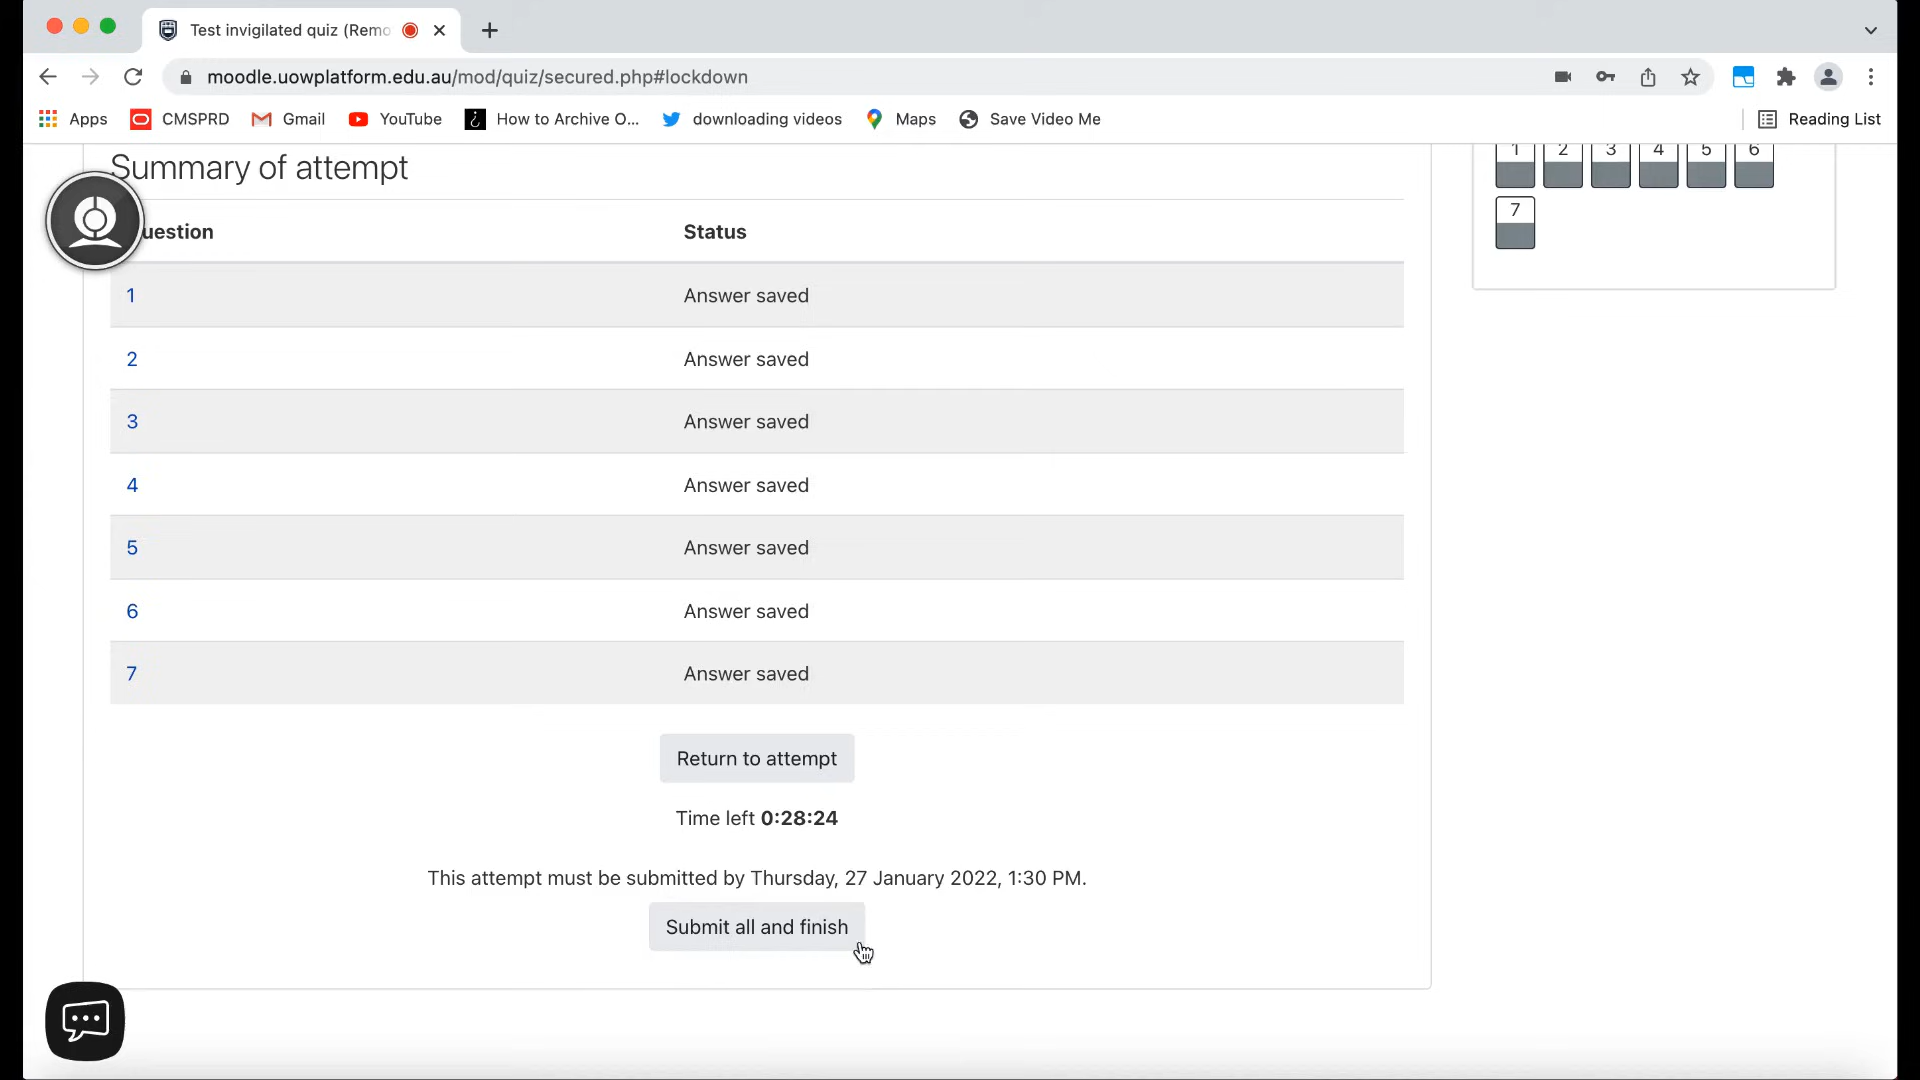 Test invigilated quiz (Remo
moodle.uowplatform.edu.au/mod/quiz/secured.php#lockdown
Apps CMSPRD Gmail YouTube How to Archive O... downloading videos Maps Save Video Me Reading List
Summary of attempt
1 2 3 4 5 6
7
uestion Status
1 Answer saved
2 Answer saved
3 Answer saved
4 Answer saved
5 Answer saved
6 Answer saved
7 Answer saved
Return to attempt
Time left 0:28:24
This attempt must be submitted by Thursday, 27 January 2022, 1:30 PM.
Submit all and finish